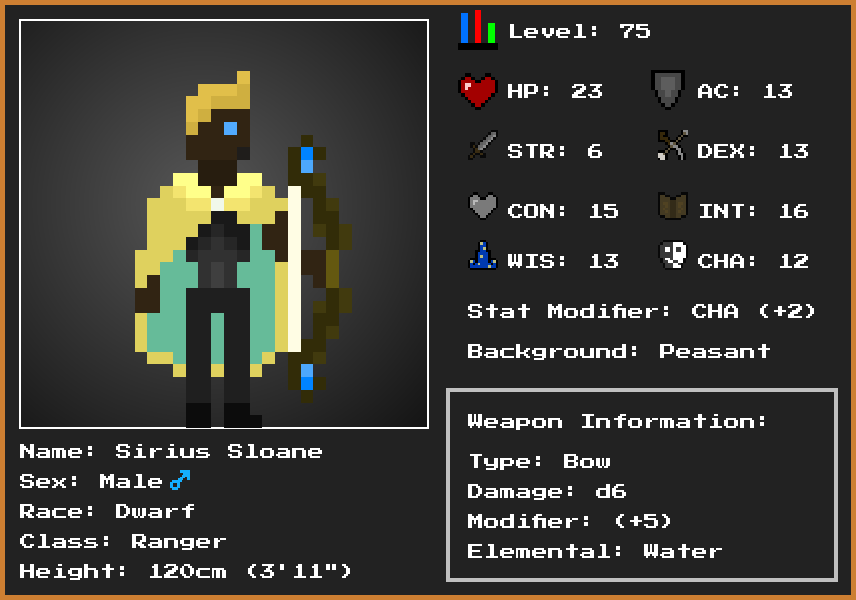 Level: 75
HP: 23 AC: 13
STR: 6 DEX: 13
CON: 15 INT: 16
WIS: 13 CHA: 12
Stat Modifier: CHA (+2)
Background: Peasant
Weapon Information:
Type: Bow
Damage: d6
Modifier: (+5)
Elemental: Water
Name: Sirius Sloane
Sex: Male ♂
Race: Dwarf
Class: Ranger
Height: 120cm (3'11")